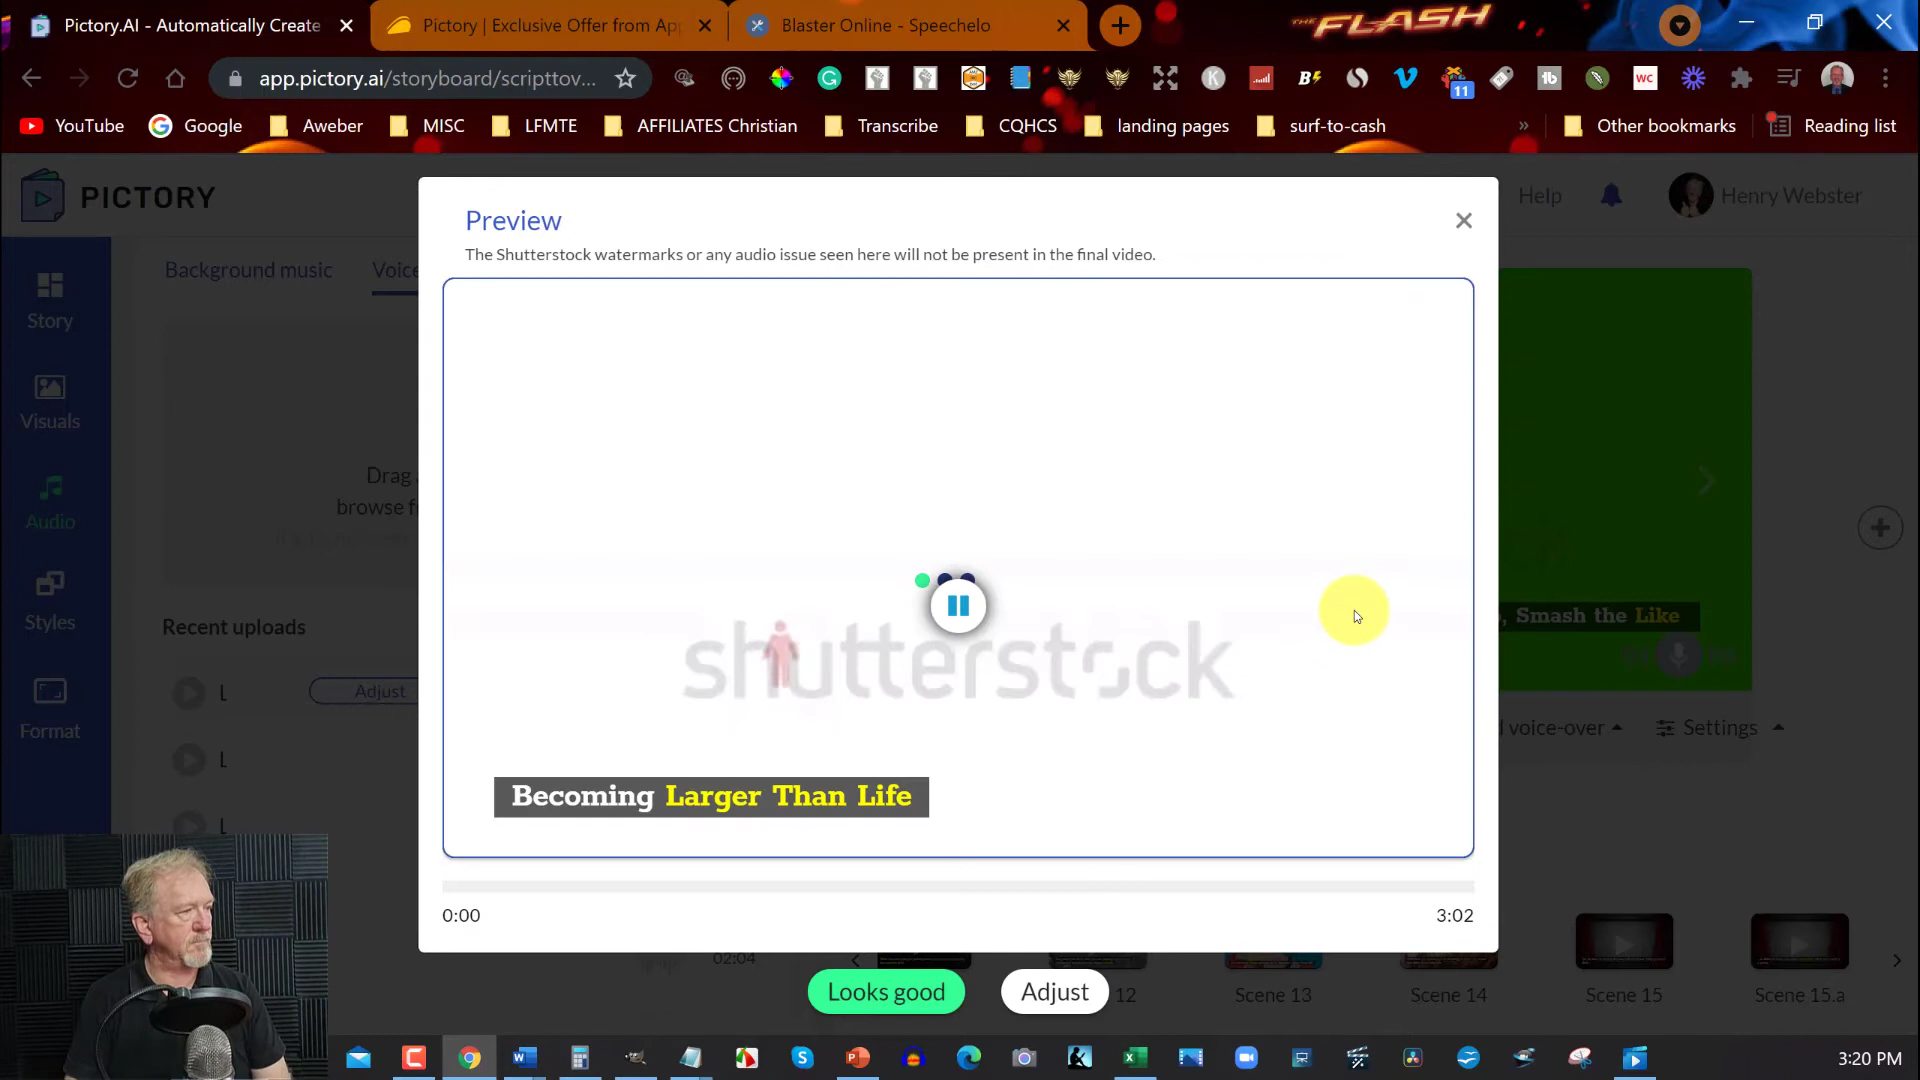 Pictory.AI - Automatically Create
Pictory | Exclusive Offer from Ap
Blaster Online - Speechelo
THE FLASH
app.pictory.ai/storyboard/scripttov...
WC
11
YouTube
Google
Aweber
MISC
LFMTE
AFFILIATES Christian
Transcribe
CQHCS
landing pages
surf-to-cash
»
Other bookmarks
Reading list
PICTORY
Help
Henry Webster
Preview
The Shutterstock watermarks or any audio issue seen here will not be present in the final video.
Background music
Voice
Story
Visuals
Audio
Styles
Format
Drag
browse
Recent uploads
L
Adjust
L
L
shutterstock
Becoming Larger Than Life
0:00
3:02
, Smash the Like
voice-over
Settings
02:04
12
Scene 13
Scene 14
Scene 15
Scene 15.a
Looks good
Adjust
3:20 PM